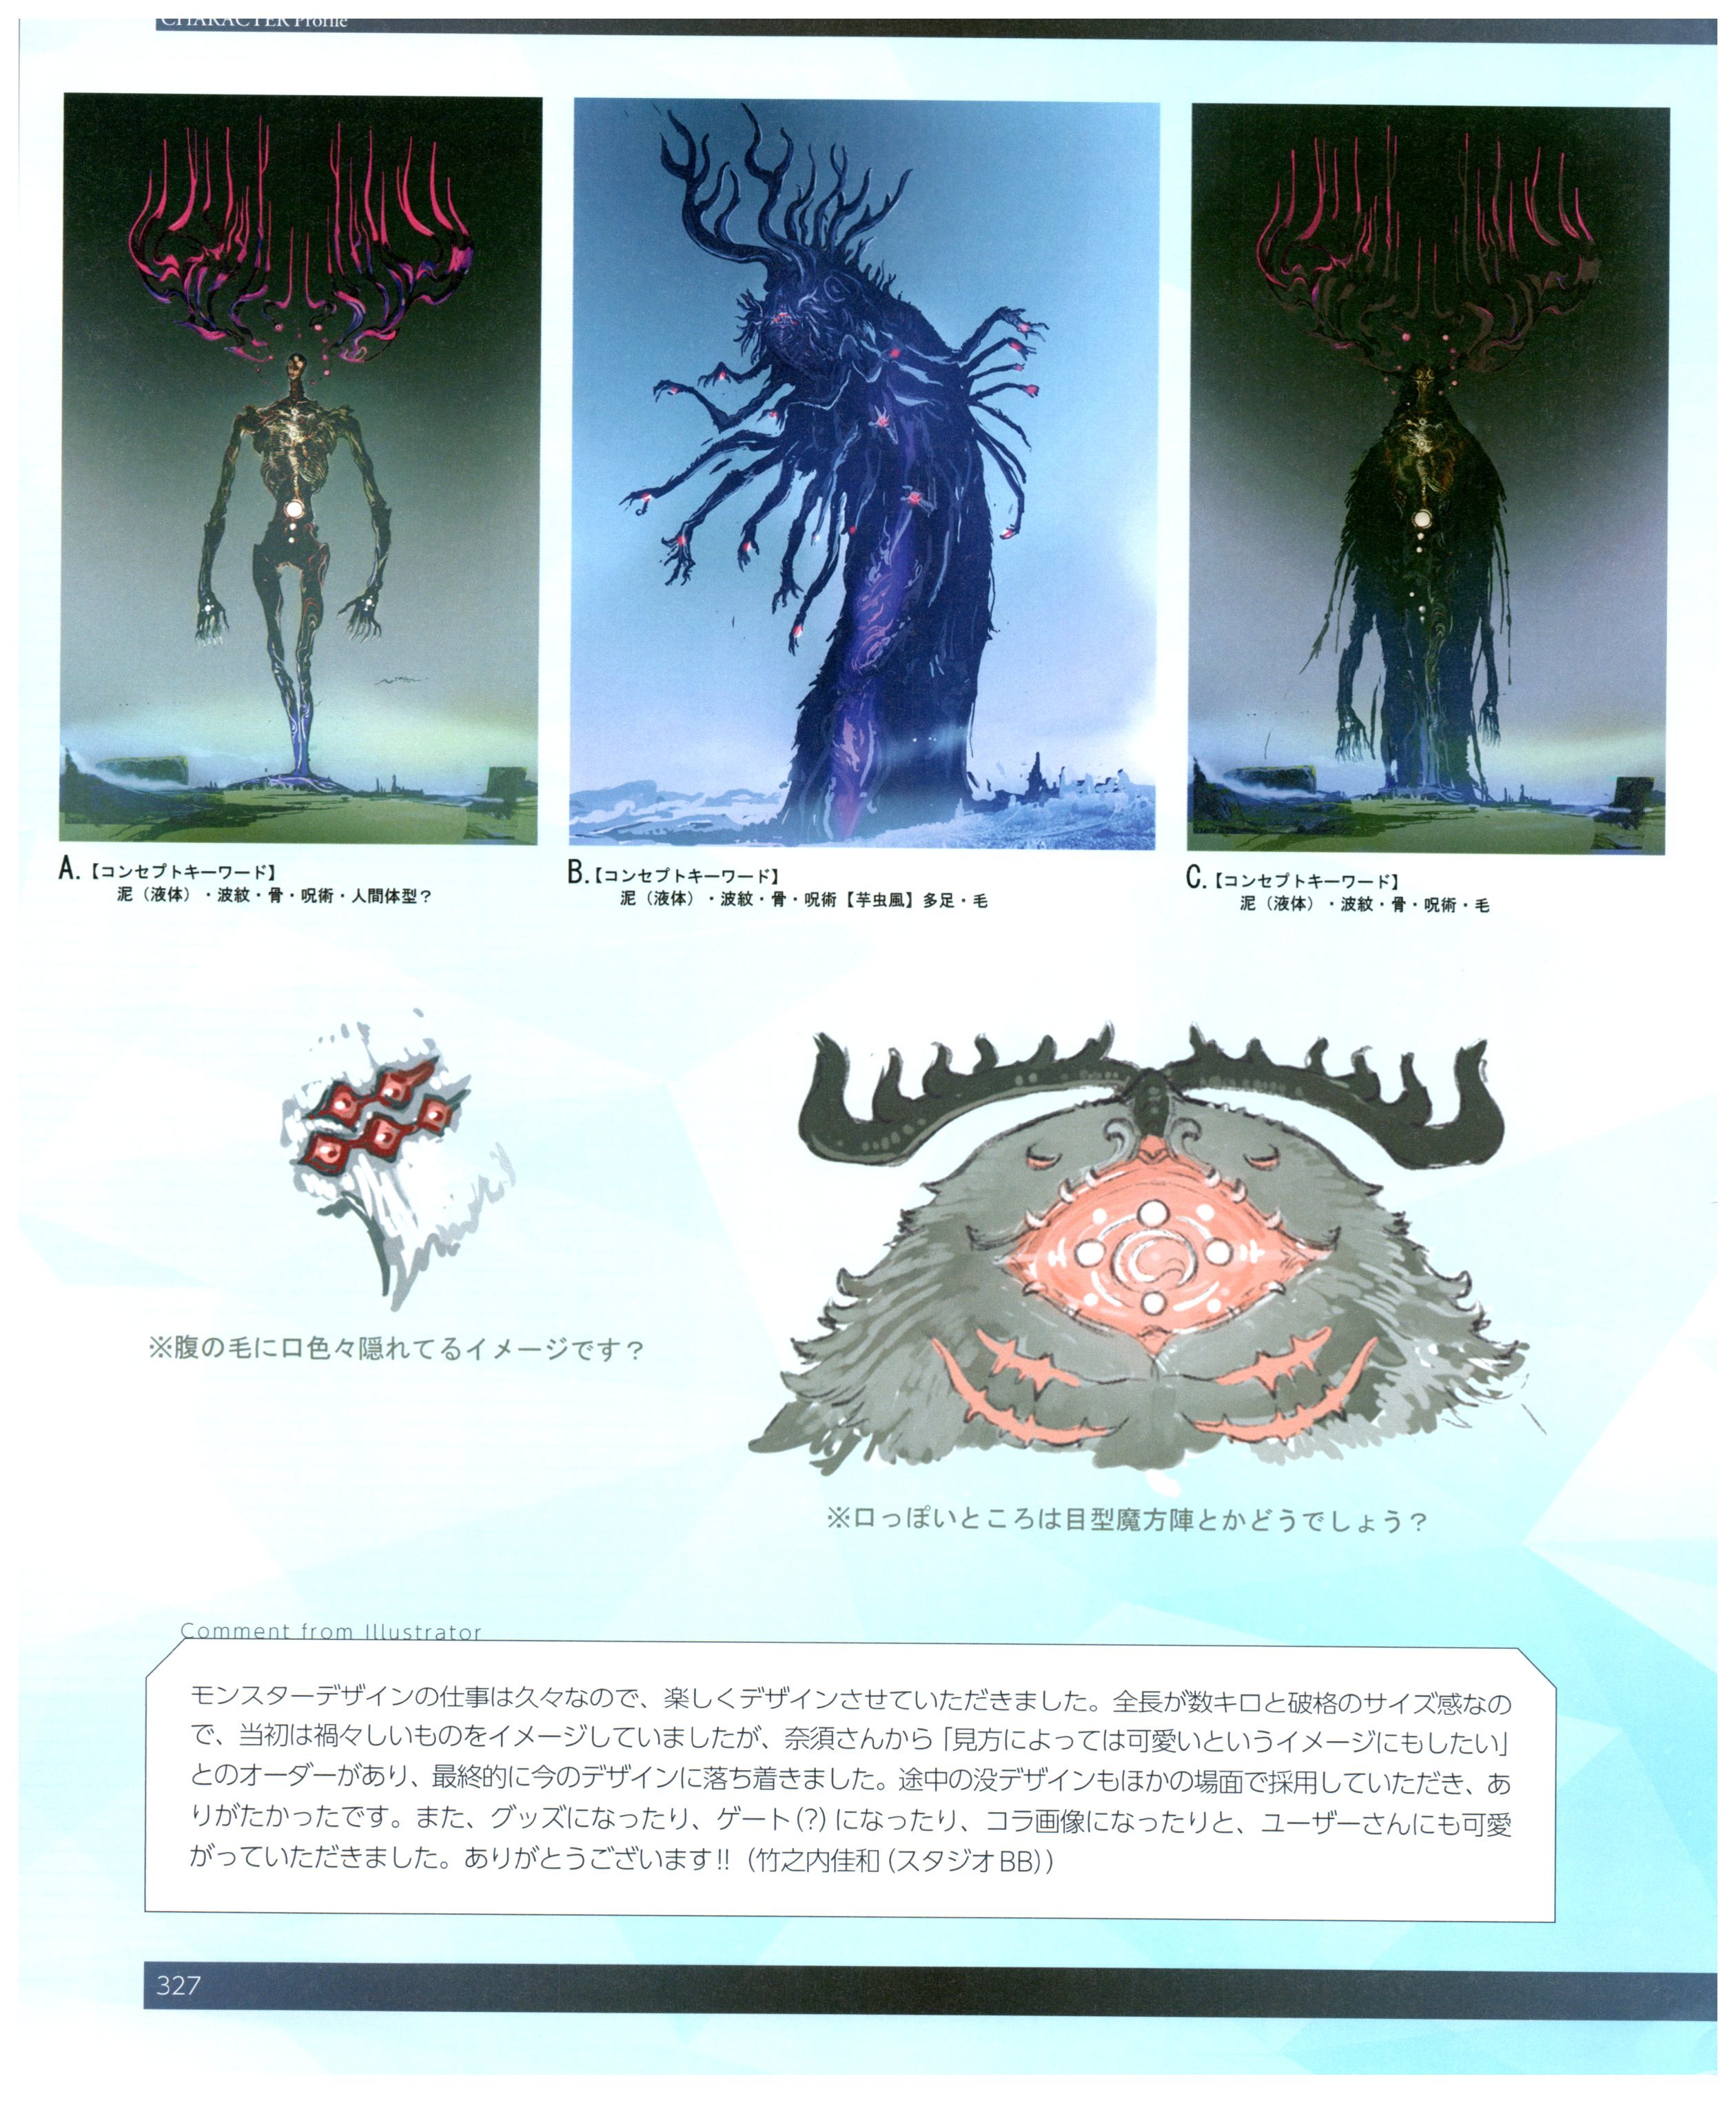 CHARACTER Profile
A.【コンセプトキーワード】
泥（液体）・波紋・骨・呪術・人間体型？
B.【コンセプトキーワード】
泥（液体）・波紋・骨・呪術【芋虫風】多足・毛
C.【コンセプトキーワード】
泥（液体）・波紋・骨・呪術・毛
※腹の毛に口色々隠れてるイメージです？
※口っぽいところは目型魔方陣とかどうでしょう？
Comment from Illustrator
モンスターデザインの仕事は久々なので、楽しくデザインさせていただきました。全長が数キロと破格のサイズ感なの
で、当初は禍々しいものをイメージしていましたが、奈須さんから「見方によっては可愛いというイメージにもしたい」
とのオーダーがあり、最終的に今のデザインに落ち着きました。途中の没デザインもほかの場面で採用していただき、あ
りがたかったです。また、グッズになったり、ゲート（?）になったり、コラ画像になったりと、ユーザーさんにも可愛
がっていただきました。ありがとうございます!!（竹之内佳和（スタジオBB））
327